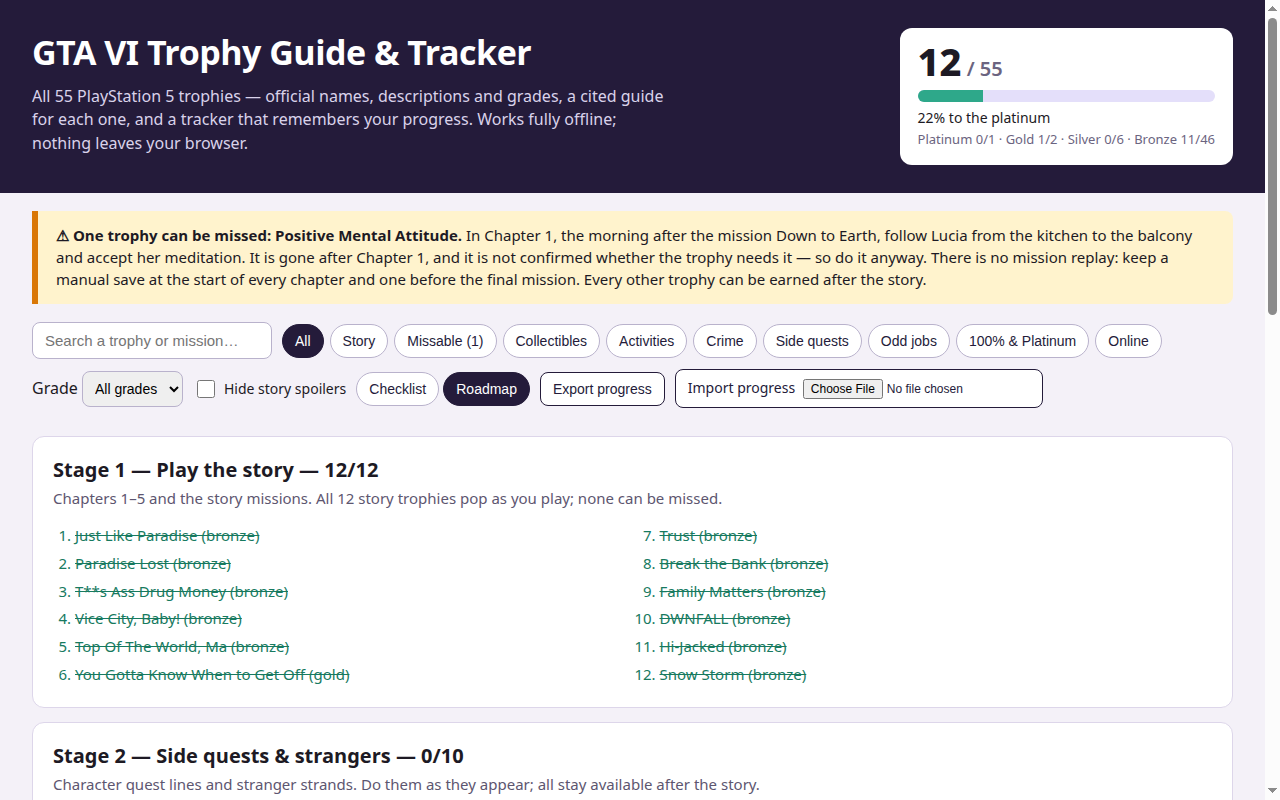 GTA VI Trophy Guide & Tracker
All 55 PlayStation 5 trophies — official names, descriptions and grades, a cited guide
for each one, and a tracker that remembers your progress. Works fully offline;
nothing leaves your browser.
12 / 55
22% to the platinum
Platinum 0/1 · Gold 1/2 · Silver 0/6 · Bronze 11/46
⚠ One trophy can be missed: Positive Mental Attitude. In Chapter 1, the morning after the mission Down to Earth, follow Lucia from the kitchen to the balcony
and accept her meditation. It is gone after Chapter 1, and it is not confirmed whether the trophy needs it — so do it anyway. There is no mission replay: keep a
manual save at the start of every chapter and one before the final mission. Every other trophy can be earned after the story.
Search a trophy or mission… All Story Missable (1) Collectibles Activities Crime Side quests Odd jobs 100% & Platinum Online
Grade All grades Hide story spoilers Checklist Roadmap Export progress Import progress Choose File No file chosen
Stage 1 — Play the story — 12/12
Chapters 1–5 and the story missions. All 12 story trophies pop as you play; none can be missed.
1. Just Like Paradise (bronze)
2. Paradise Lost (bronze)
3. T**s Ass Drug Money (bronze)
4. Vice City, Baby! (bronze)
5. Top Of The World, Ma (bronze)
6. You Gotta Know When to Get Off (gold)
7. Trust (bronze)
8. Break the Bank (bronze)
9. Family Matters (bronze)
10. DWNFALL (bronze)
11. Hi-Jacked (bronze)
12. Snow Storm (bronze)
Stage 2 — Side quests & strangers — 0/10
Character quest lines and stranger strands. Do them as they appear; all stay available after the story.